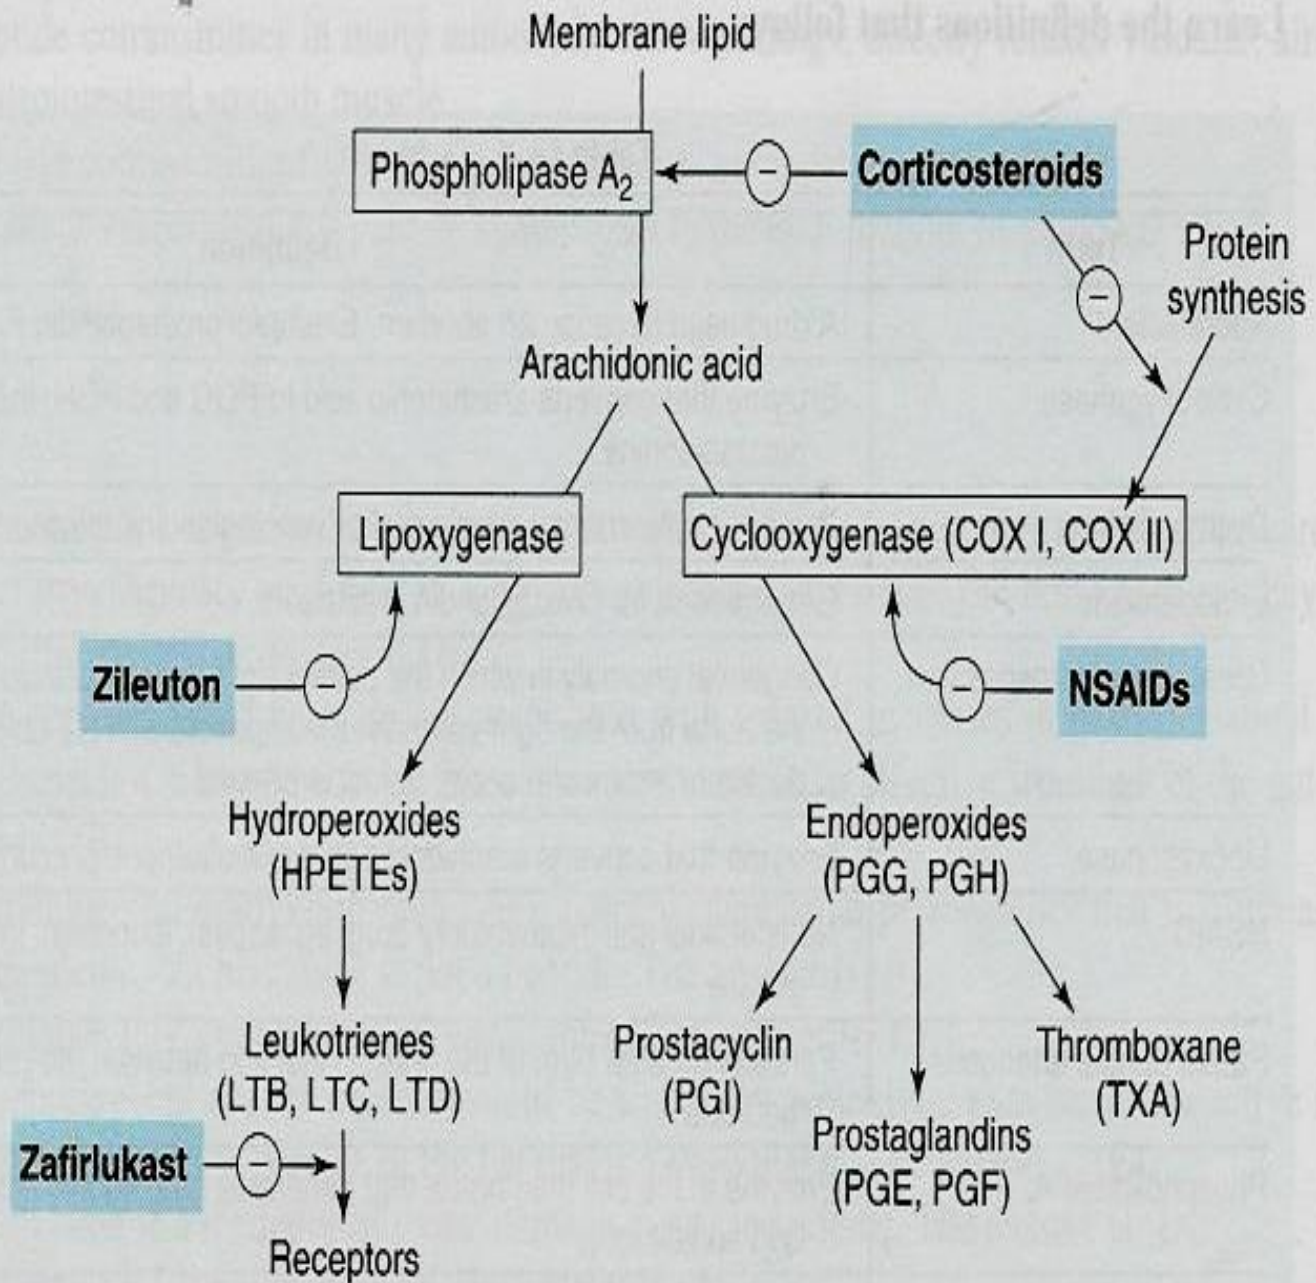 Membrane lipid
Phospholipase A₂
Corticosteroids
Protein
synthesis
Arachidonic acid
Lipoxygenase
Cyclooxygenase (COX I, COX II)
Zileuton
NSAIDs
Hydroperoxides
(HPETEs)
Endoperoxides
(PGG, PGH)
Leukotrienes
(LTB, LTC, LTD)
Prostacyclin
(PGI)
Thromboxane
(TXA)
Prostaglandins
(PGE, PGF)
Zafirlukast
Receptors